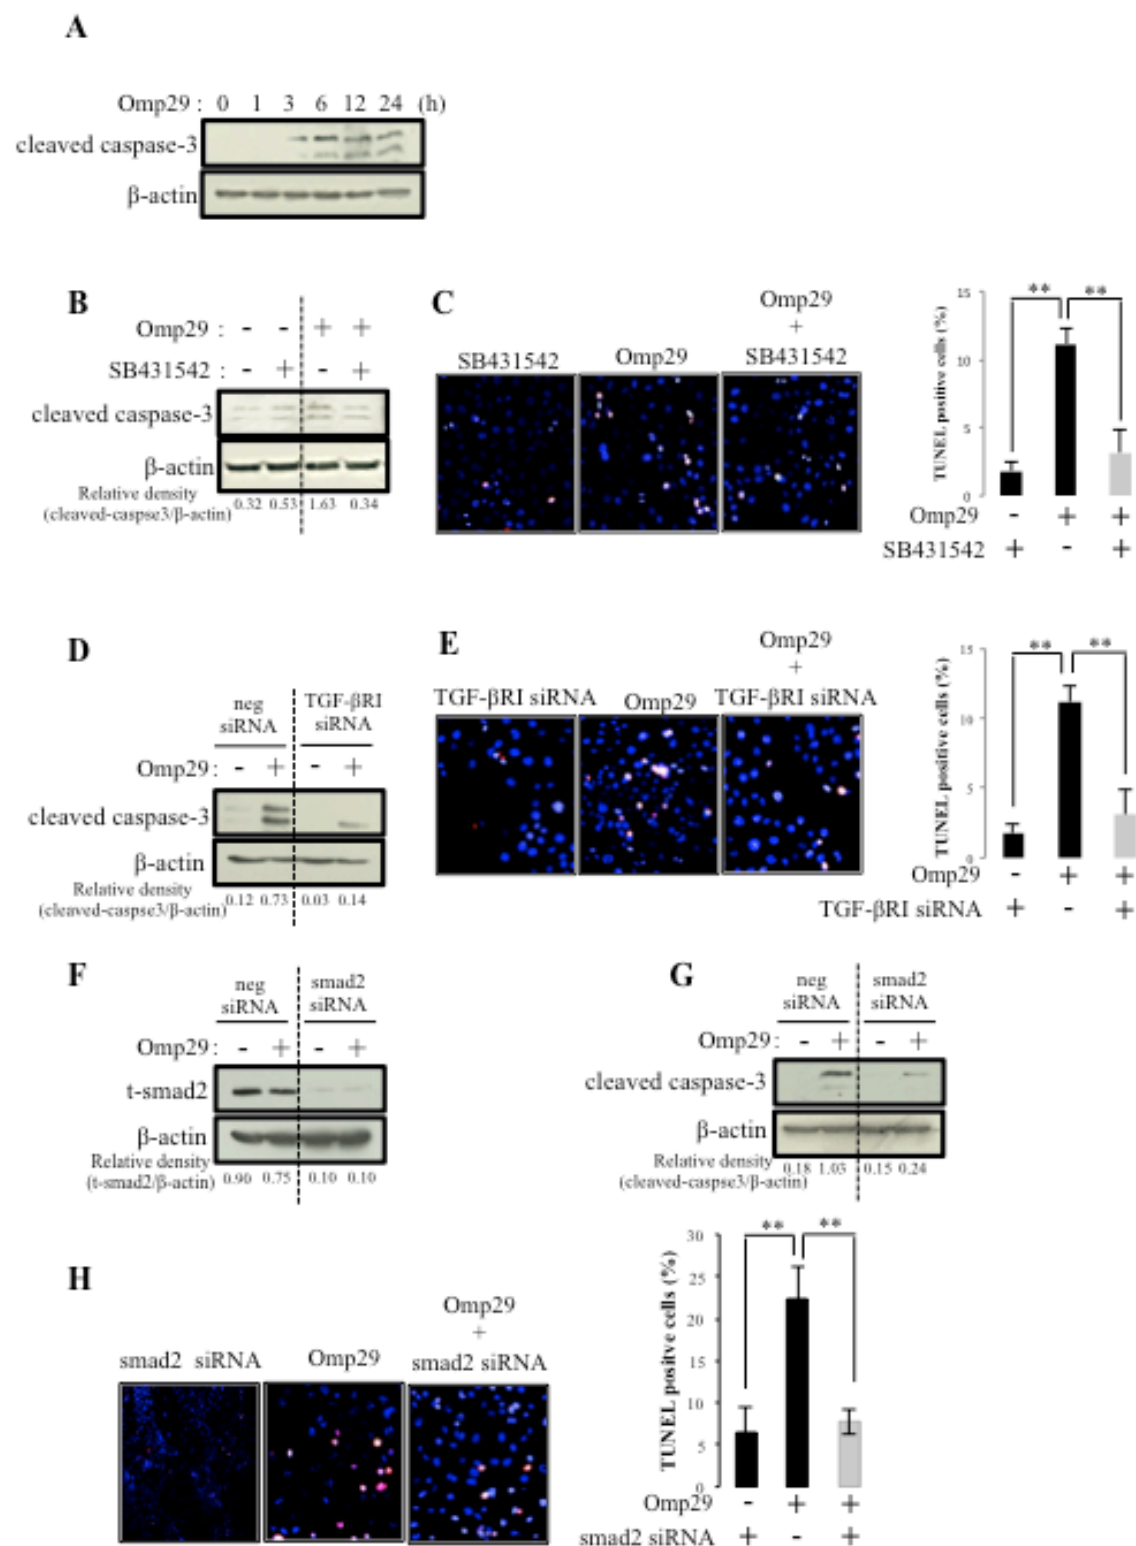 A
Omp29 : 0 1 3 6 12 24 (h)
cleaved caspase-3
β-actin
B
Omp29 : - - + +
SB431542 : - + - +
cleaved caspase-3
β-actin
Relative density
(cleaved-caspse3/β-actin)
0.32 0.53 1.63 0.34
C
SB431542
Omp29
Omp29
+
SB431542
TUNEL positive cells (%)
15
10
5
0
** **
Omp29 - + +
SB431542 + - +
D
neg
siRNA
TGF-βRI
siRNA
Omp29 : - + - +
cleaved caspase-3
β-actin
Relative density
(cleaved-caspse3/β-actin)
0.12 0.73 0.03 0.14
E
TGF-βRI siRNA
Omp29
Omp29
+
TGF-βRI siRNA
TUNEL positive cells (%)
15
10
5
0
** **
Omp29 - + +
TGF-βRI siRNA + - +
F
neg
siRNA
smad2
siRNA
Omp29 : - + - +
t-smad2
β-actin
Relative density
(t-smad2/β-actin)
0.90 0.75 0.10 0.10
G
neg
siRNA
smad2
siRNA
Omp29 : - + - +
cleaved caspase-3
β-actin
Relative density
(cleaved-caspse3/β-actin)
0.18 1.03 0.15 0.24
H
smad2 siRNA
Omp29
Omp29
+
smad2 siRNA
TUNEL positve cells (%)
30
25
20
15
10
5
0
** **
Omp29 - + +
smad2 siRNA + - +